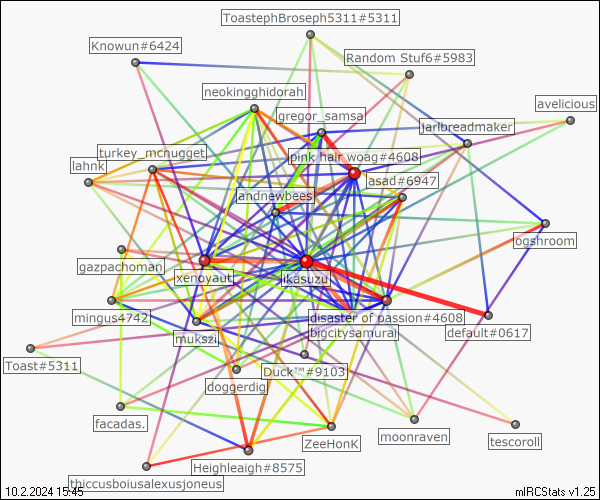 ToastephBroseph5311#5311
Knowun#6424
Random Stuf6#5983
neokingghidorah
avelicious
gregor_samsa
jarlbreadmaker
turkey_mcnugget
pink hair woag#4608
lahnk
asad#6947
andnewbees
ogshroom
gazpachoman
xenoyaut
ikasuzu
mingus4742
disaster of passion#4608
default#0617
bigcitysamurai
mukszi
Toast#5311
Duck™#9103
doggerdig
facadas.
moonraven
tescoroll
ZeeHonK
Heighleaigh#8575
thiccusboiusalexusjoneus
10.2.2024 15:45
mIRCStats v1.25